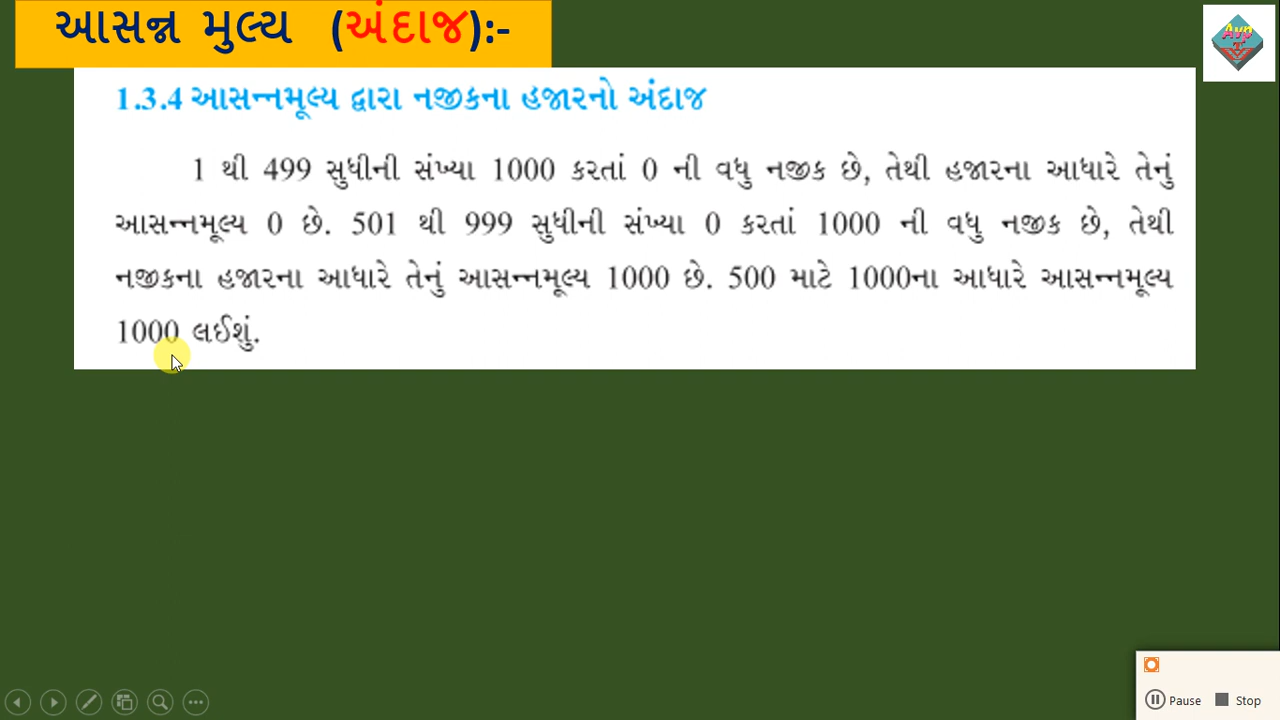 આસન્ન મુલ્ય (અંદાજ):-
Avp
T
1.3.4 આસન્નમૂલ્ય દ્વારા નજીકના હજારનો અંદાજ
1 થી 499 સુધીની સંખ્યા 1000 કરતાં 0 ની વધુ નજીક છે, તેથી હજારના આધારે તેનું
આસન્નમૂલ્ય 0 છે. 501 થી 999 સુધીની સંખ્યા 0 કરતાં 1000 ની વધુ નજીક છે, તેથી
નજીકના હજારના આધારે તેનું આસન્નમૂલ્ય 1000 છે. 500 માટે 1000ના આધારે આસન્નમૂલ્ય
1000 લઈશું.
Pause Stop